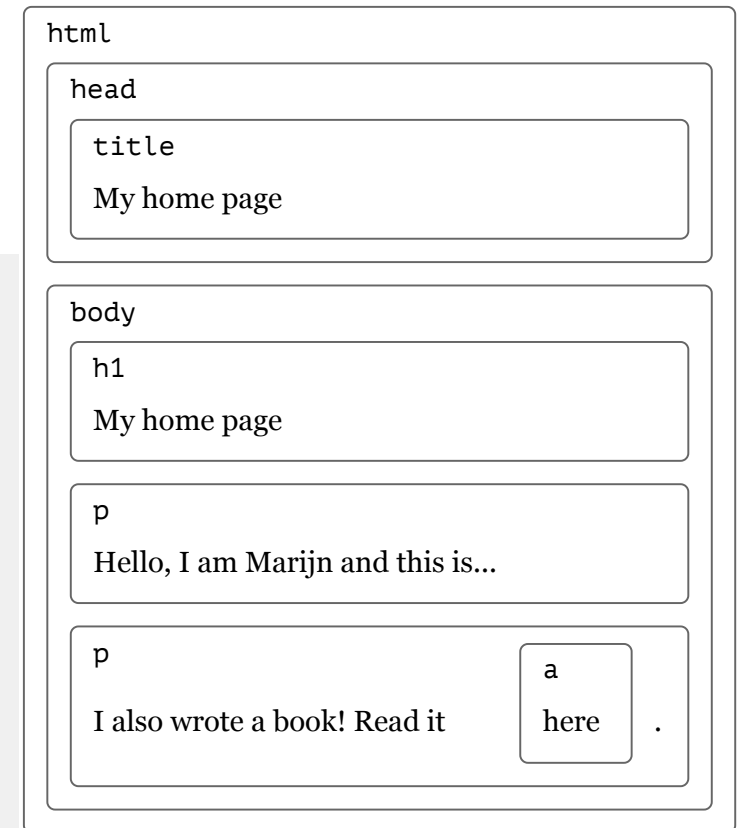 html
head
title
My home page
body
h1
My home page
p
Hello, I am Marijn and this is...
p
a
I also wrote a book! Read it here .